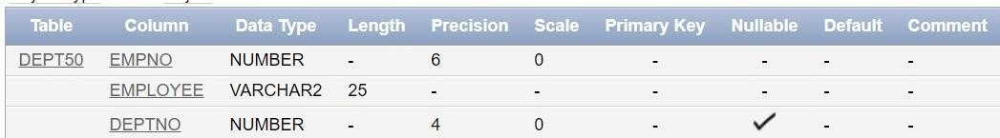 Table Column Data Type Length Precision Scale Primary Key Nullable Default Comment
DEPT50 EMPNO NUMBER - 6 0 - - - -
EMPLOYEE VARCHAR2 25 - - - - - -
DEPTNO NUMBER - 4 0 - ✓ - -